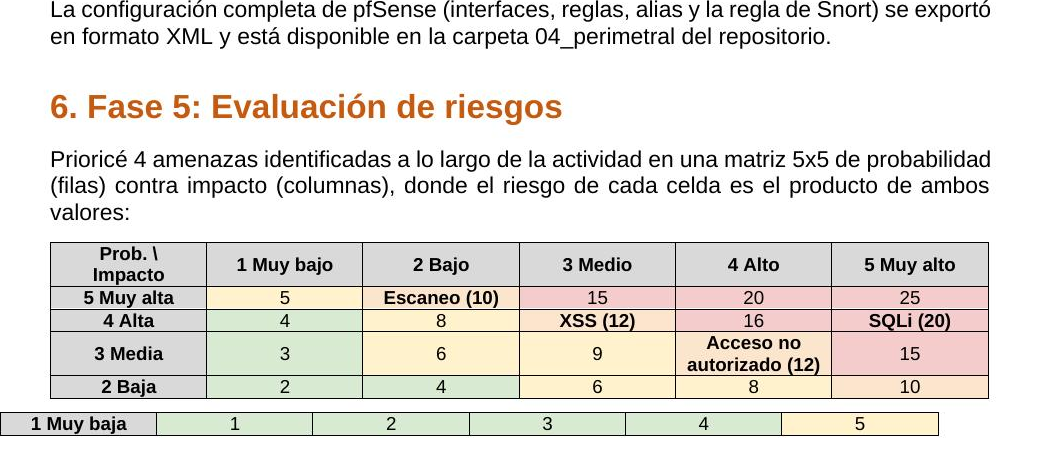 La configuración completa de pfSense (interfaces, reglas, alias y la regla de Snort) se exportó
en formato XML y está disponible en la carpeta 04_perimetral del repositorio.
6. Fase 5: Evaluación de riesgos
Prioricé 4 amenazas identificadas a lo largo de la actividad en una matriz 5x5 de probabilidad
(filas) contra impacto (columnas), donde el riesgo de cada celda es el producto de ambos
valores:
Prob. \ Impacto 1 Muy bajo 2 Bajo 3 Medio 4 Alto 5 Muy alto
5 Muy alta 5 Escaneo (10) 15 20 25
4 Alta 4 8 XSS (12) 16 SQLi (20)
3 Media 3 6 9 Acceso no autorizado (12) 15
2 Baja 2 4 6 8 10
1 Muy baja 1 2 3 4 5